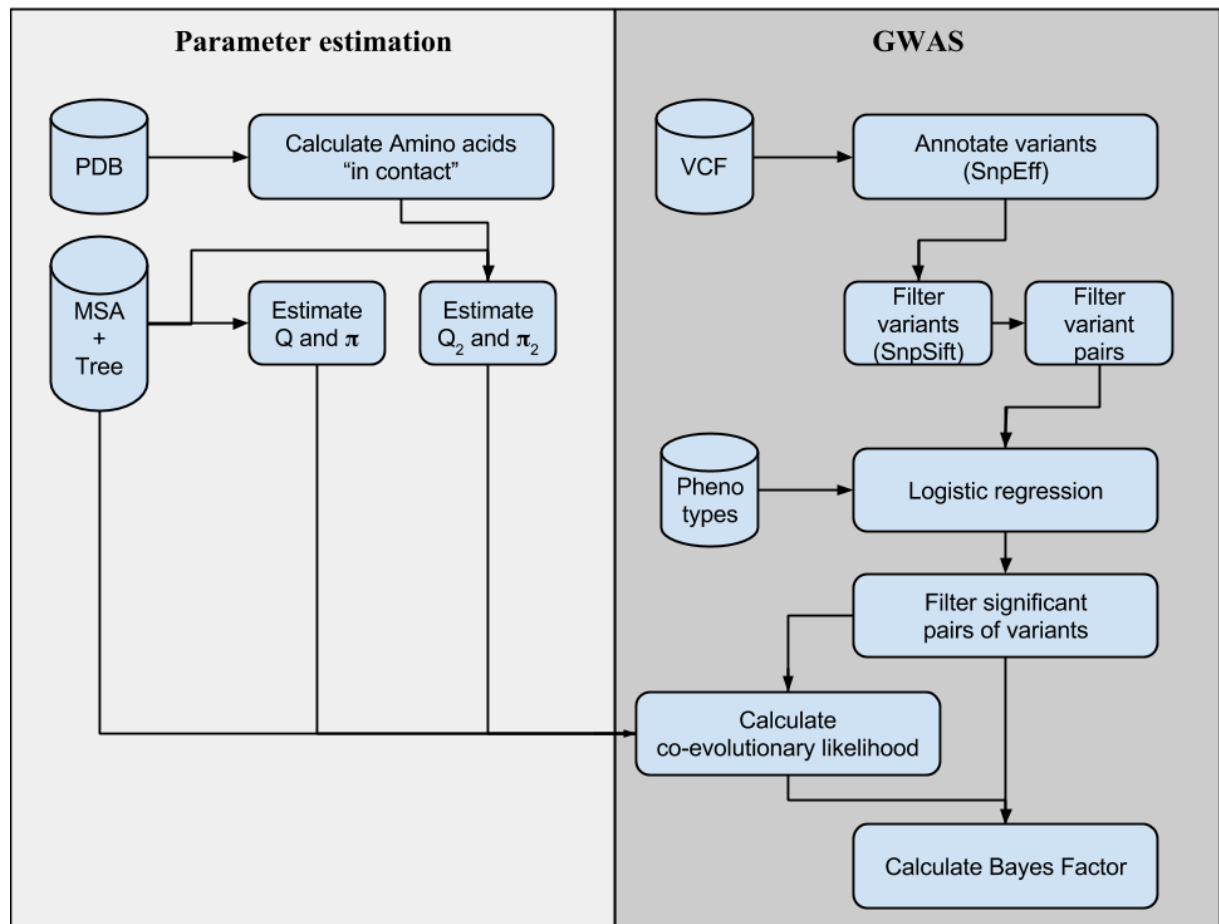 Parameter estimation
PDB
Calculate Amino acids
“in contact”
MSA
+
Tree
Estimate
Q and π
Estimate
Q₂ and π₂
GWAS
VCF
Annotate variants
(SnpEff)
Filter
variants
(SnpSift)
Filter
variant
pairs
Pheno
types
Logistic regression
Filter significant
pairs of variants
Calculate
co-evolutionary likelihood
Calculate Bayes Factor